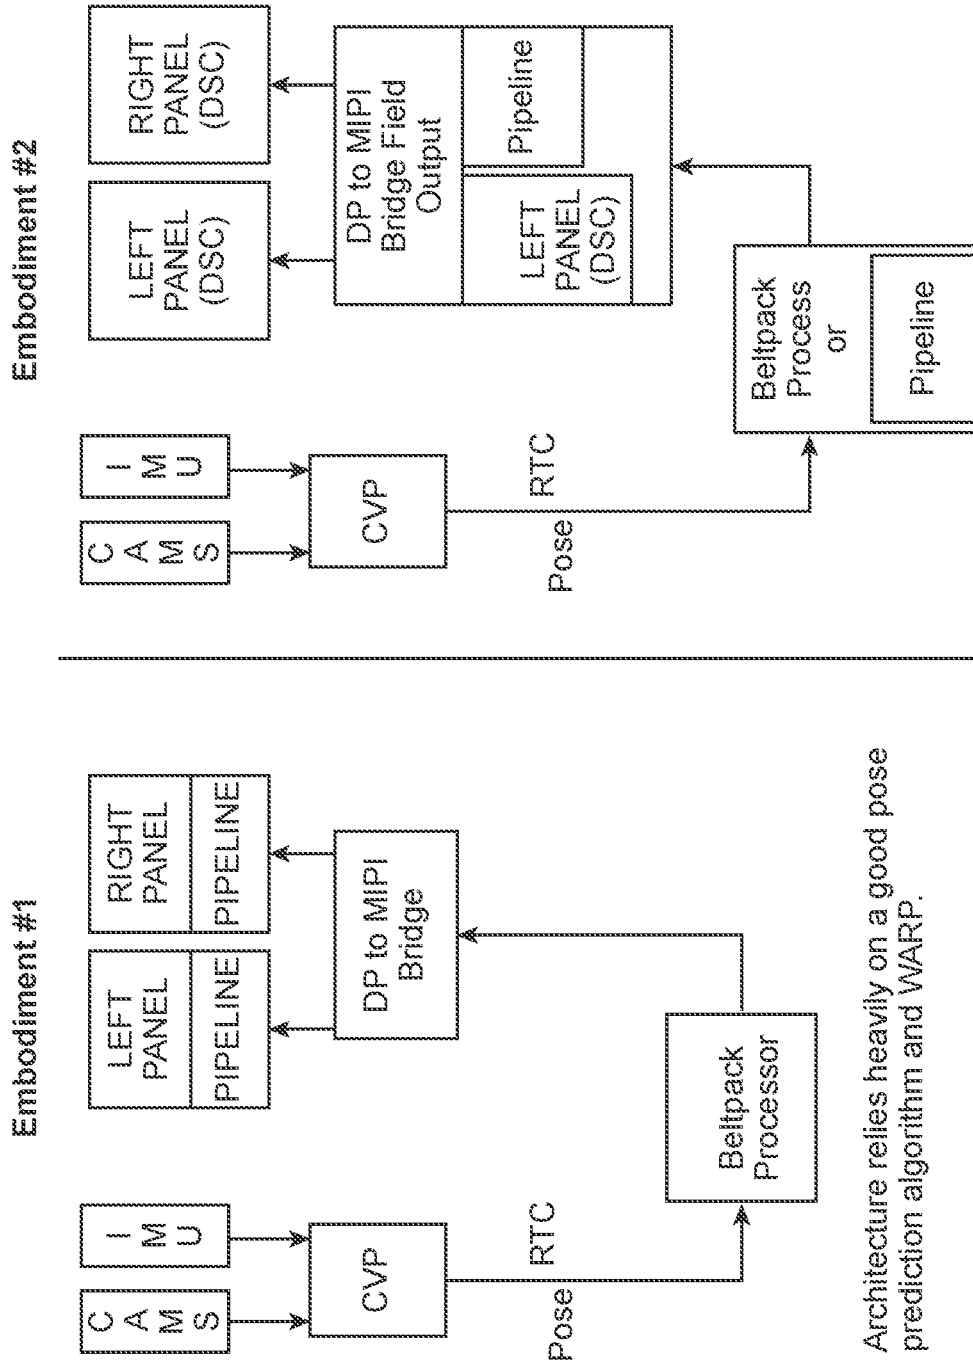 Embodiment #1
C
A
M
S
I
M
U
CVP
Pose
RTC
Beltpack
Processor
DP to MIPI
Bridge
LEFT
PANEL
PIPELINE
RIGHT
PANEL
PIPELINE
Architecture relies heavily on a good pose
prediction algorithm and WARP.
Embodiment #2
C
A
M
S
I
M
U
CVP
Pose
RTC
Beltpack
Process
or
Pipeline
DP to MIPI
Bridge Field
Output
LEFT
PANEL
(DSC)
Pipeline
LEFT
PANEL
(DSC)
RIGHT
PANEL
(DSC)